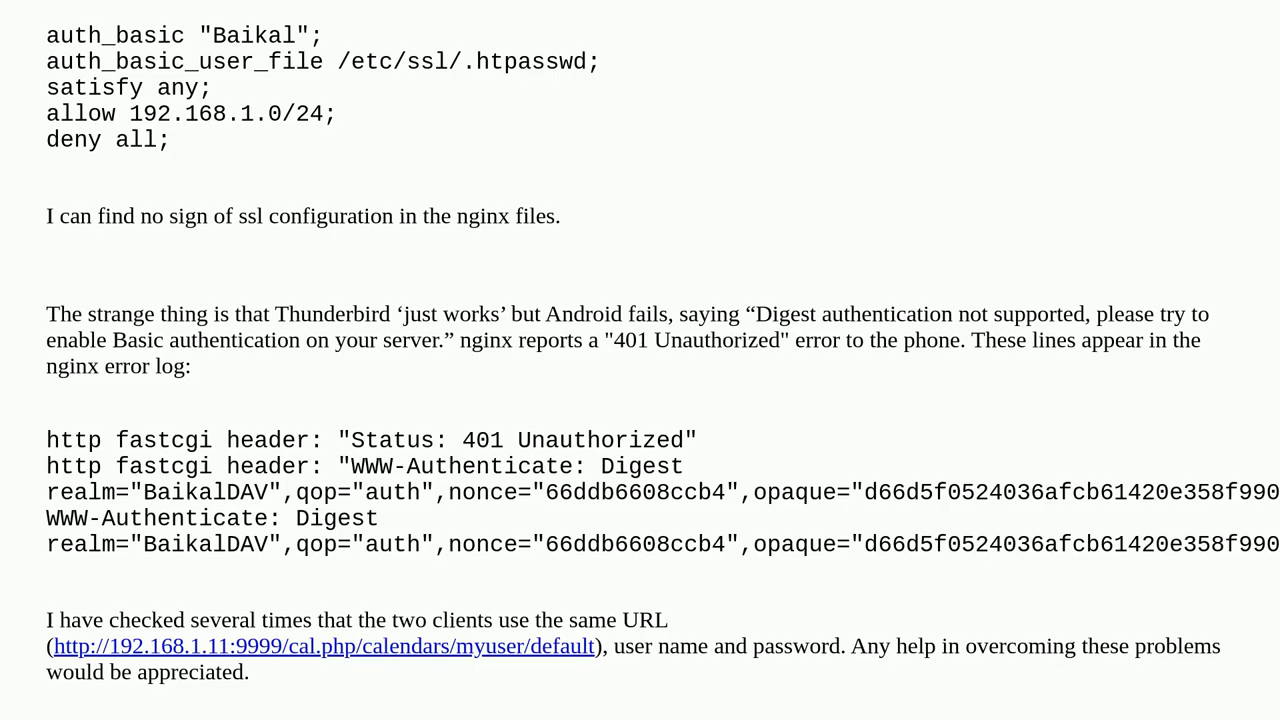 auth_basic "Baikal";
auth_basic_user_file /etc/ssl/.htpasswd;
satisfy any;
allow 192.168.1.0/24;
deny all;
I can find no sign of ssl configuration in the nginx files.
The strange thing is that Thunderbird ‘just works’ but Android fails, saying “Digest authentication not supported, please try to
enable Basic authentication on your server.” nginx reports a "401 Unauthorized" error to the phone. These lines appear in the
nginx error log:
http fastcgi header: "Status: 401 Unauthorized"
http fastcgi header: "WWW-Authenticate: Digest
realm="BaikalDAV",qop="auth",nonce="66ddb6608ccb4",opaque="d66d5f0524036afcb61420e358f990
WWW-Authenticate: Digest
realm="BaikalDAV",qop="auth",nonce="66ddb6608ccb4",opaque="d66d5f0524036afcb61420e358f990
I have checked several times that the two clients use the same URL
(http://192.168.1.11:9999/cal.php/calendars/myuser/default), user name and password. Any help in overcoming these problems
would be appreciated.